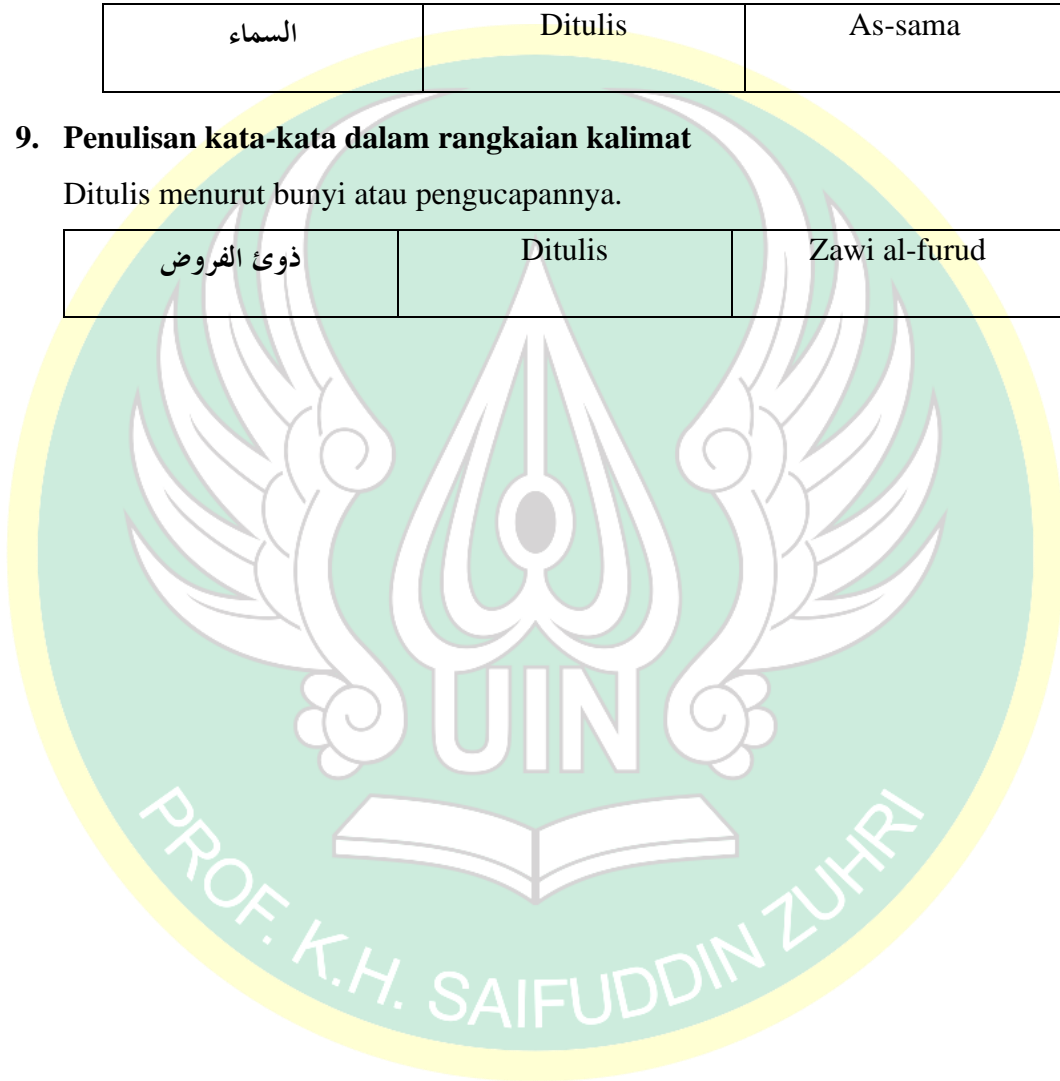 السماء Ditulis As-sama
9. Penulisan kata-kata dalam rangkaian kalimat
Ditulis menurut bunyi atau pengucapannya.
ذوئ الفروض Ditulis Zawi al-furud
UIN
PROF. K.H. SAIFUDDIN ZUHRI